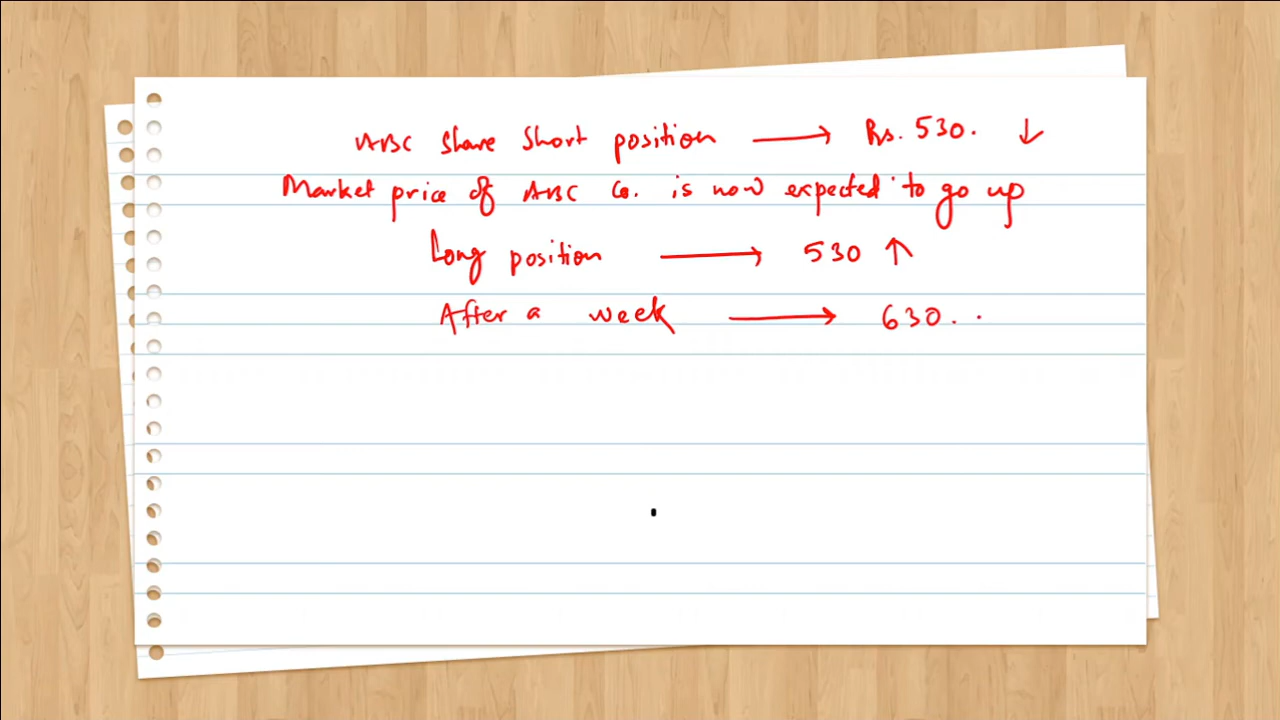 ABC Share Short position → Rs. 530. ↓
Market price of ABC Co. is now expected to go up
Long position → 530 ↑
After a week → 630. .